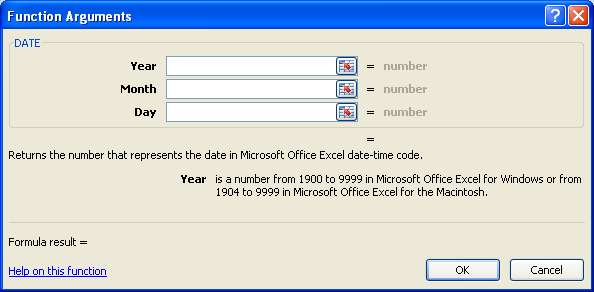 Function Arguments
DATE
Year = number
Month = number
Day = number
=
Returns the number that represents the date in Microsoft Office Excel date-time code.
Year is a number from 1900 to 9999 in Microsoft Office Excel for Windows or from
1904 to 9999 in Microsoft Office Excel for the Macintosh.
Formula result =
Help on this function OK Cancel